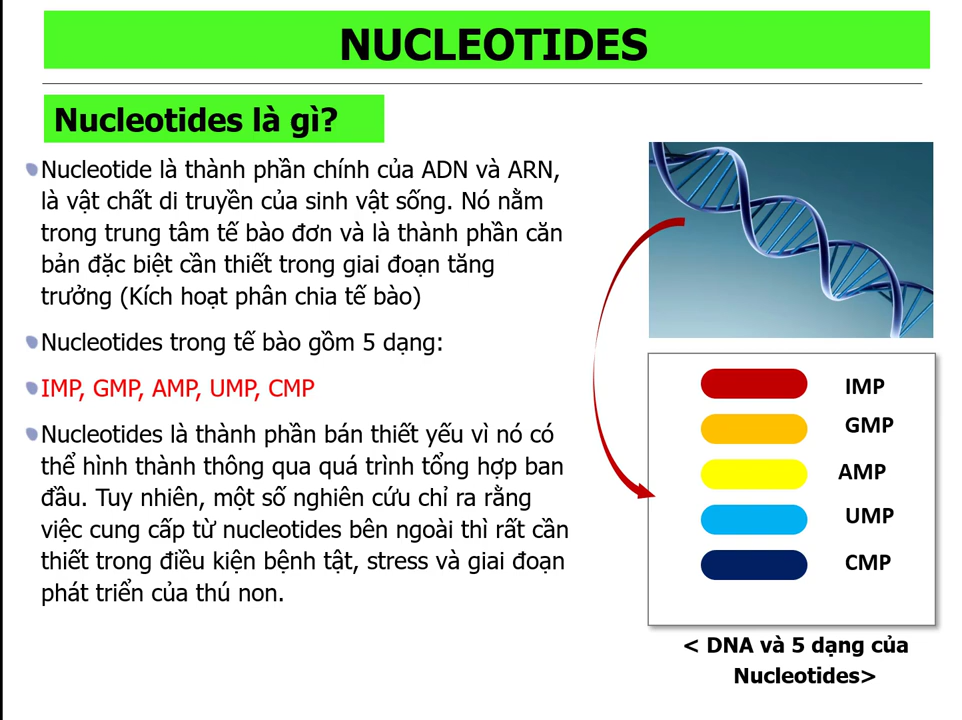 NUCLEOTIDES
Nucleotides là gì?
Nucleotide là thành phần chính của ADN và ARN,
là vật chất di truyền của sinh vật sống. Nó nằm
trong trung tâm tế bào đơn và là thành phần căn
bản đặc biệt cần thiết trong giai đoạn tăng
trưởng (Kích hoạt phân chia tế bào)
Nucleotides trong tế bào gồm 5 dạng:
IMP, GMP, AMP, UMP, CMP
Nucleotides là thành phần bán thiết yếu vì nó có
thể hình thành thông qua quá trình tổng hợp ban
đầu. Tuy nhiên, một số nghiên cứu chỉ ra rằng
việc cung cấp từ nucleotides bên ngoài thì rất cần
thiết trong điều kiện bệnh tật, stress và giai đoạn
phát triển của thú non.
IMP
GMP
AMP
UMP
CMP
< DNA và 5 dạng của
Nucleotides>